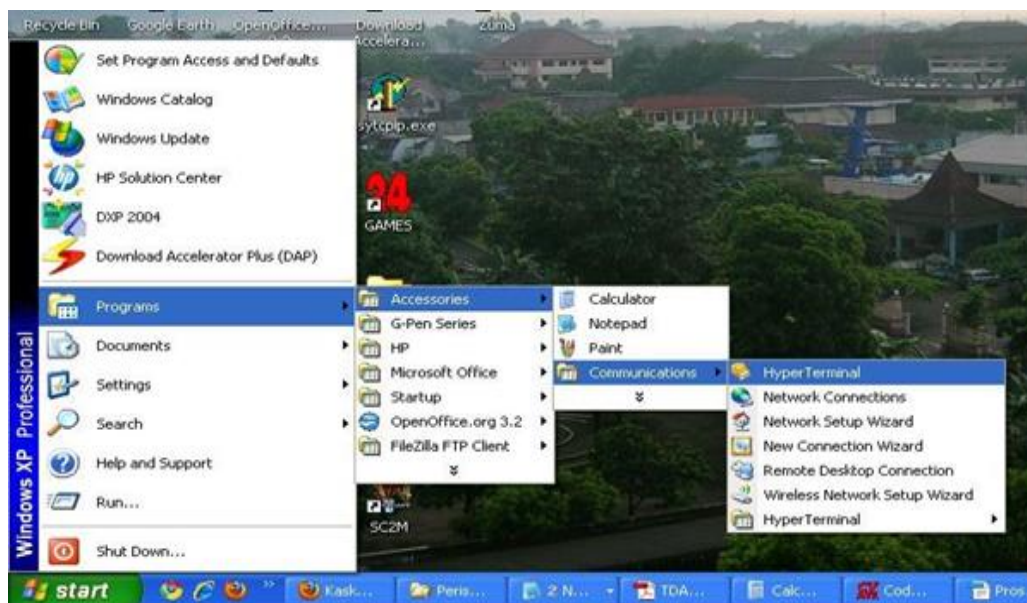 Recycle Bin
Google Earth
OpenOffice...
Download
Accelera...
Zuma
sytcpip.exe
GAMES
SC2M
Set Program Access and Defaults
Windows Catalog
Windows Update
HP Solution Center
DXP 2004
Download Accelerator Plus (DAP)
Programs
Documents
Settings
Search
Help and Support
Run...
Shut Down...
Windows XP Professional
Accessories
G-Pen Series
HP
Microsoft Office
Startup
OpenOffice.org 3.2
FileZilla FTP Client
Calculator
Notepad
Paint
Communications
HyperTerminal
Network Connections
Network Setup Wizard
New Connection Wizard
Remote Desktop Connection
Wireless Network Setup Wizard
HyperTerminal
start
Kask...
Peris...
2 N...
TDA...
Calc...
Cod...
Pros